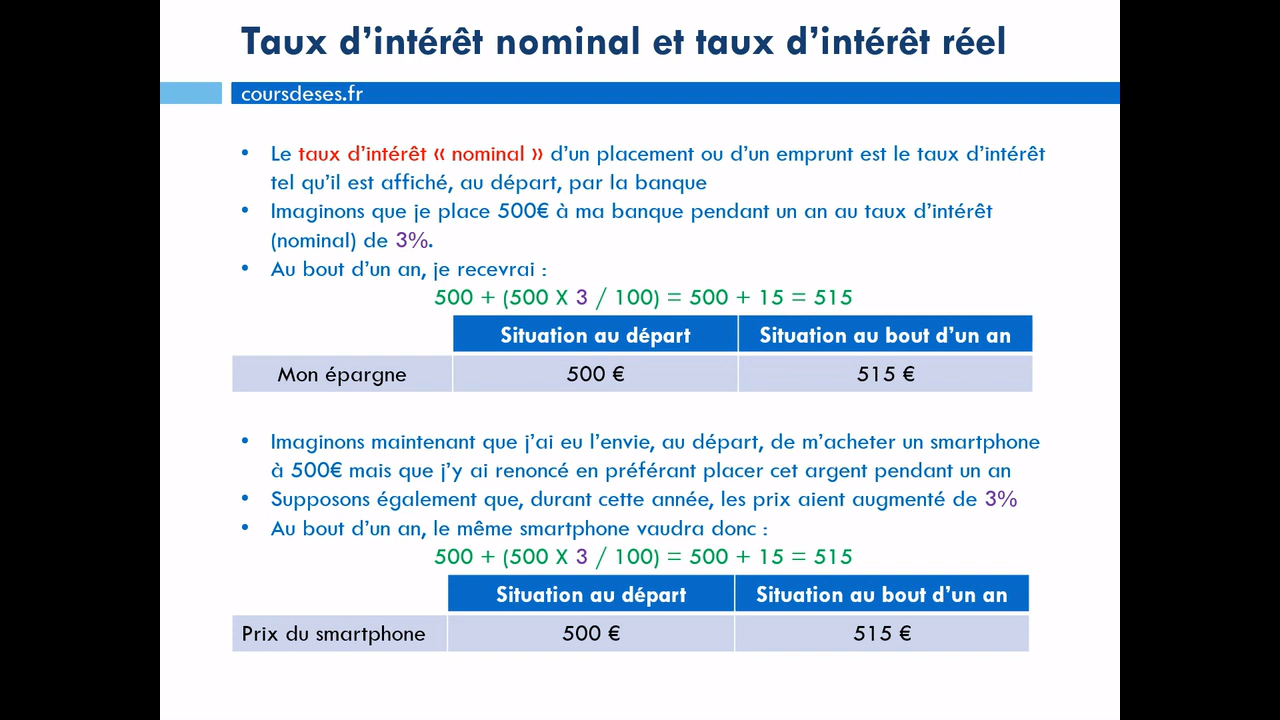 Taux d'intérêt nominal et taux d'intérêt réel
coursdeses.fr
• Le taux d'intérêt « nominal » d'un placement ou d'un emprunt est le taux d'intérêt
tel qu'il est affiché, au départ, par la banque
• Imaginons que je place 500€ à ma banque pendant un an au taux d'intérêt
(nominal) de 3%.
• Au bout d'un an, je recevrai :
500 + (500 X 3 / 100) = 500 + 15 = 515
Situation au départ Situation au bout d'un an
Mon épargne 500 € 515 €
• Imaginons maintenant que j'ai eu l'envie, au départ, de m'acheter un smartphone
à 500€ mais que j'y ai renoncé en préférant placer cet argent pendant un an
• Supposons également que, durant cette année, les prix aient augmenté de 3%
• Au bout d'un an, le même smartphone vaudra donc :
500 + (500 X 3 / 100) = 500 + 15 = 515
Situation au départ Situation au bout d'un an
Prix du smartphone 500 € 515 €